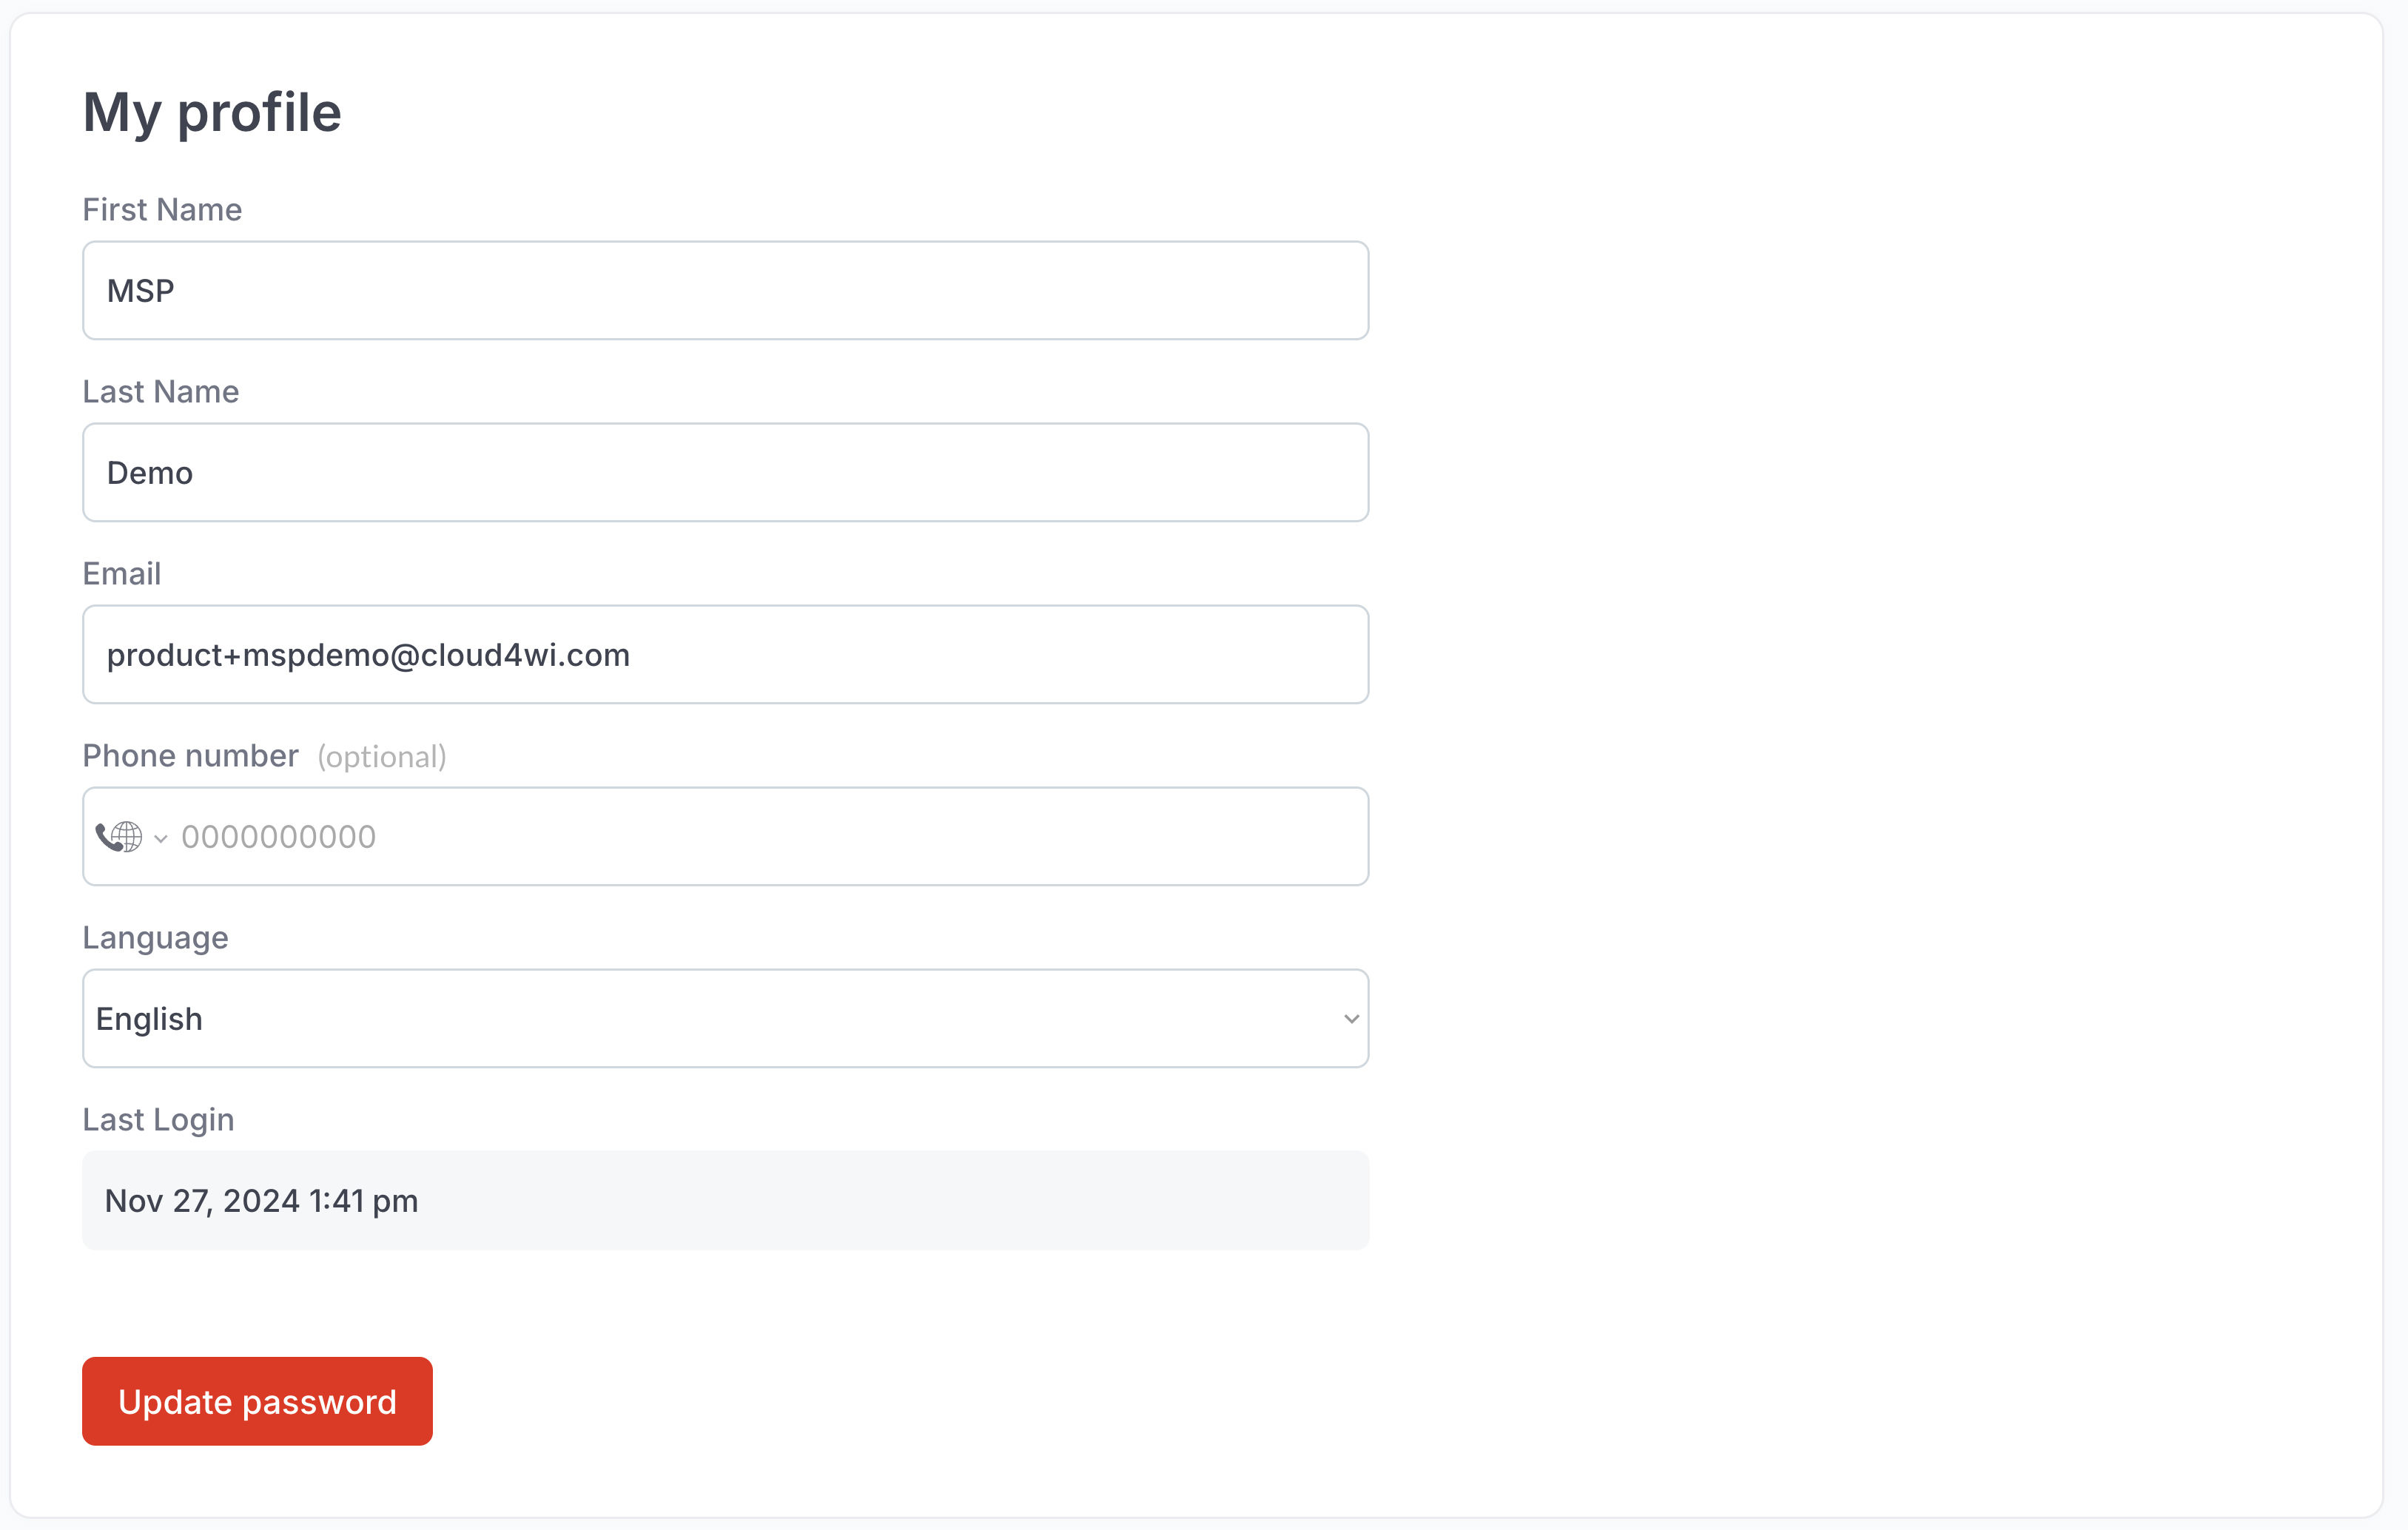 My profile
First Name
MSP
Last Name
Demo
Email
product+mspdemo@cloud4wi.com
Phone number (optional)
0000000000
Language
English
Last Login
Nov 27, 2024 1:41 pm
Update password